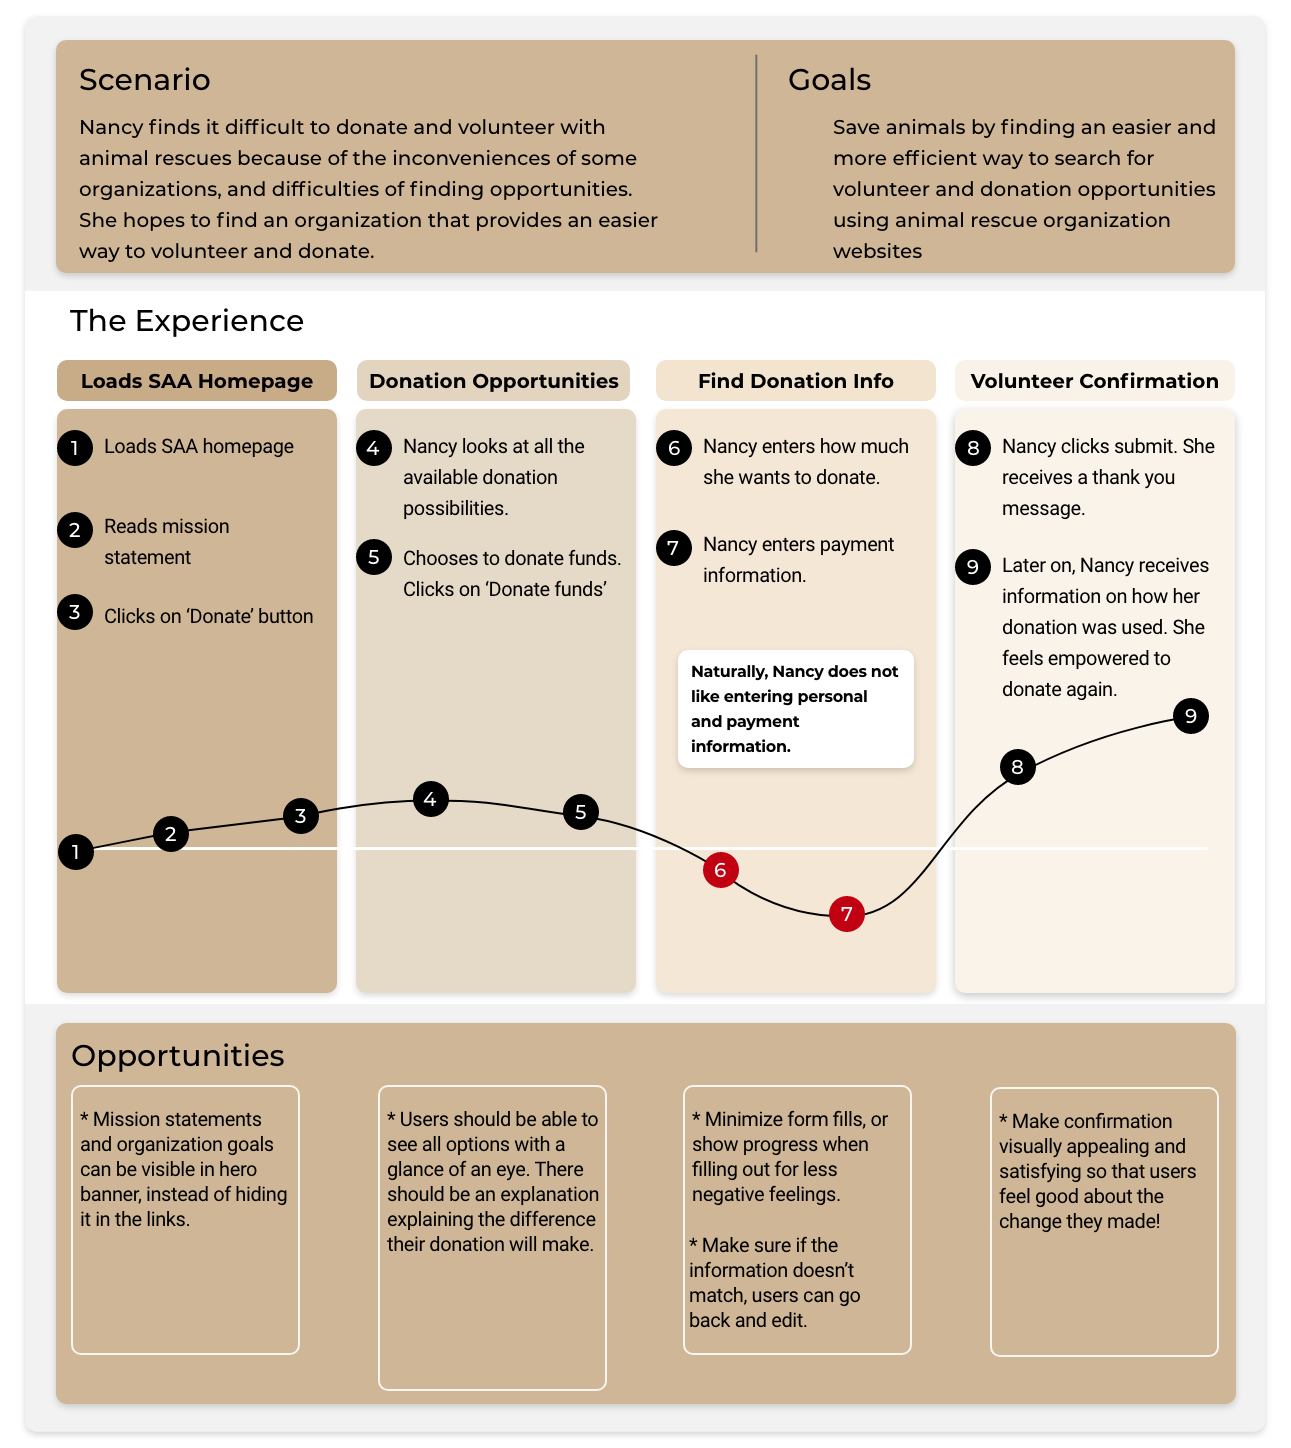 Scenario
Nancy finds it difficult to donate and volunteer with
animal rescues because of the inconveniences of some
organizations, and difficulties of finding opportunities.
She hopes to find an organization that provides an easier
way to volunteer and donate.
Goals
Save animals by finding an easier and
more efficient way to search for
volunteer and donation opportunities
using animal rescue organization
websites
The Experience
Loads SAA Homepage
1
Loads SAA homepage
2
Reads mission
statement
3
Clicks on ‘Donate’ button
Donation Opportunities
4
Nancy looks at all the
available donation
possibilities.
5
Chooses to donate funds.
Clicks on ‘Donate funds’
Find Donation Info
6
Nancy enters how much
she wants to donate.
7
Nancy enters payment
information.
Naturally, Nancy does not
like entering personal
and payment
information.
Volunteer Confirmation
8
Nancy clicks submit. She
receives a thank you
message.
9
Later on, Nancy receives
information on how her
donation was used. She
feels empowered to
donate again.
1
2
3
4
5
6
7
8
9
Opportunities
* Mission statements
and organization goals
can be visible in hero
banner, instead of hiding
it in the links.
* Users should be able to
see all options with a
glance of an eye. There
should be an explanation
explaining the difference
their donation will make.
* Minimize form fills, or
show progress when
filling out for less
negative feelings.
* Make sure if the
information doesn’t
match, users can go
back and edit.
* Make confirmation
visually appealing and
satisfying so that users
feel good about the
change they made!